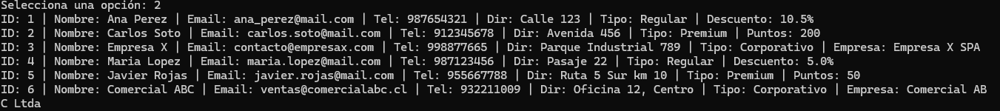 Selecciona una opción: 2
ID: 1 | Nombre: Ana Perez | Email: ana_perez@mail.com | Tel: 987654321 | Dir: Calle 123 | Tipo: Regular | Descuento: 10.5%
ID: 2 | Nombre: Carlos Soto | Email: carlos.soto@mail.com | Tel: 912345678 | Dir: Avenida 456 | Tipo: Premium | Puntos: 200
ID: 3 | Nombre: Empresa X | Email: contacto@empresax.com | Tel: 998877665 | Dir: Parque Industrial 789 | Tipo: Corporativo | Empresa: Empresa X SPA
ID: 4 | Nombre: Maria Lopez | Email: maria.lopez@mail.com | Tel: 987123456 | Dir: Pasaje 22 | Tipo: Regular | Descuento: 5.0%
ID: 5 | Nombre: Javier Rojas | Email: javier.rojas@mail.com | Tel: 955667788 | Dir: Ruta 5 Sur km 10 | Tipo: Premium | Puntos: 50
ID: 6 | Nombre: Comercial ABC | Email: ventas@comercialabc.cl | Tel: 932211009 | Dir: Oficina 12, Centro | Tipo: Corporativo | Empresa: Comercial AB
C Ltda